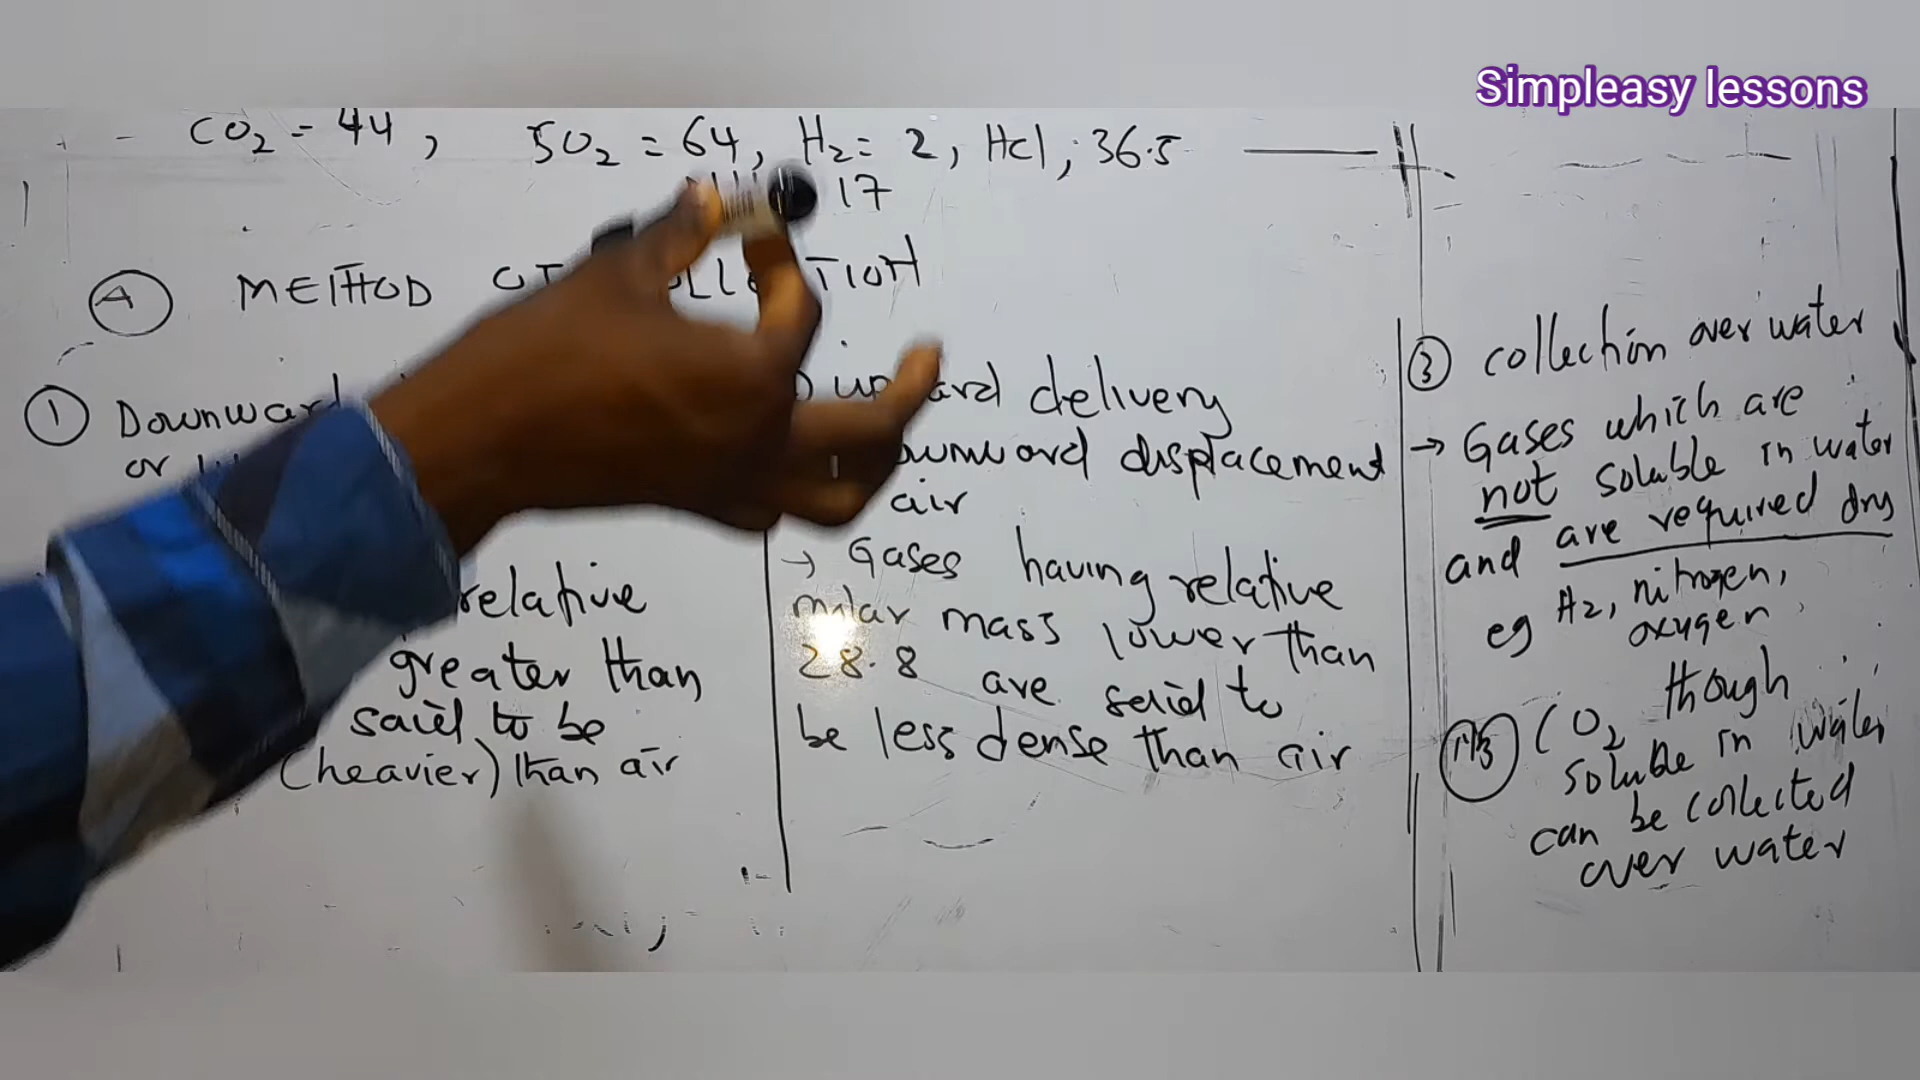 Simpleasy lessons
CO2 = 44, SO2 = 64, H2 = 2, HCl, 36.5
17
A METHOD
① Downward
or
relative
greater than
said to be
(heavier) than air
delivery
displacement
air
→ Gases having relative
molar mass lower than
28.8 are said to
be less dense than air
③ collection over water
→ Gases which are
not soluble in water
and are required dry
eg H2, nitrogen,
oxygen
CO2 though
soluble in water
can be collected
over water